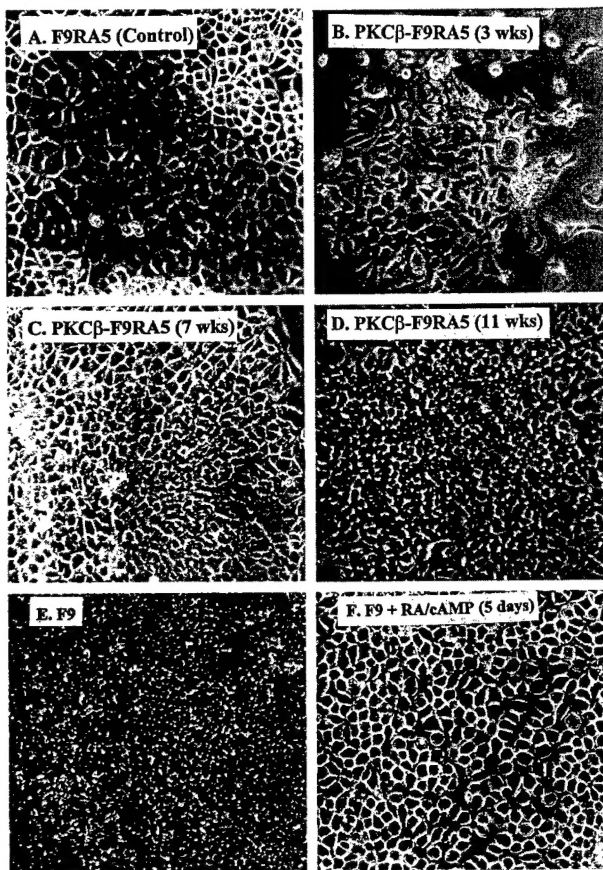 A. F9RA5 (Control)
B. PKCβ-F9RA5 (3 wks)
C. PKCβ-F9RA5 (7 wks)
D. PKCβ-F9RA5 (11 wks)
E. F9
F. F9 + RA/cAMP (5 days)